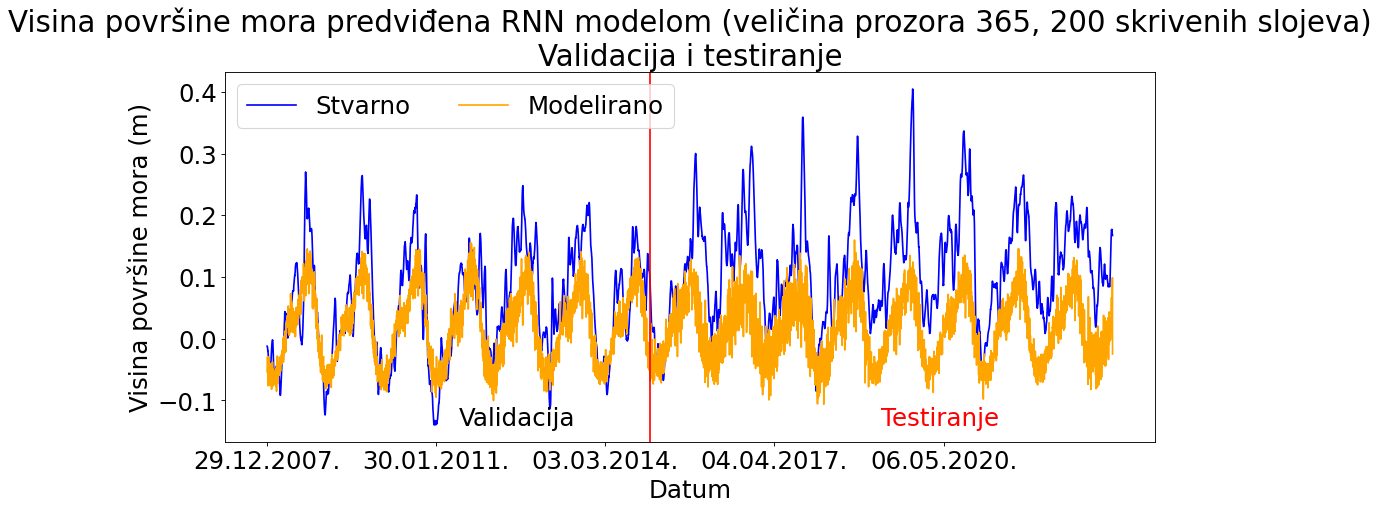 Visina površine mora predviđena RNN modelom (veličina prozora 365, 200 skrivenih slojeva)
Validacija i testiranje
Stvarno Modelirano
Visina površine mora (m)
0.4
0.3
0.2
0.1
0.0
−0.1
Validacija Testiranje
29.12.2007. 30.01.2011. 03.03.2014. 04.04.2017. 06.05.2020.
Datum